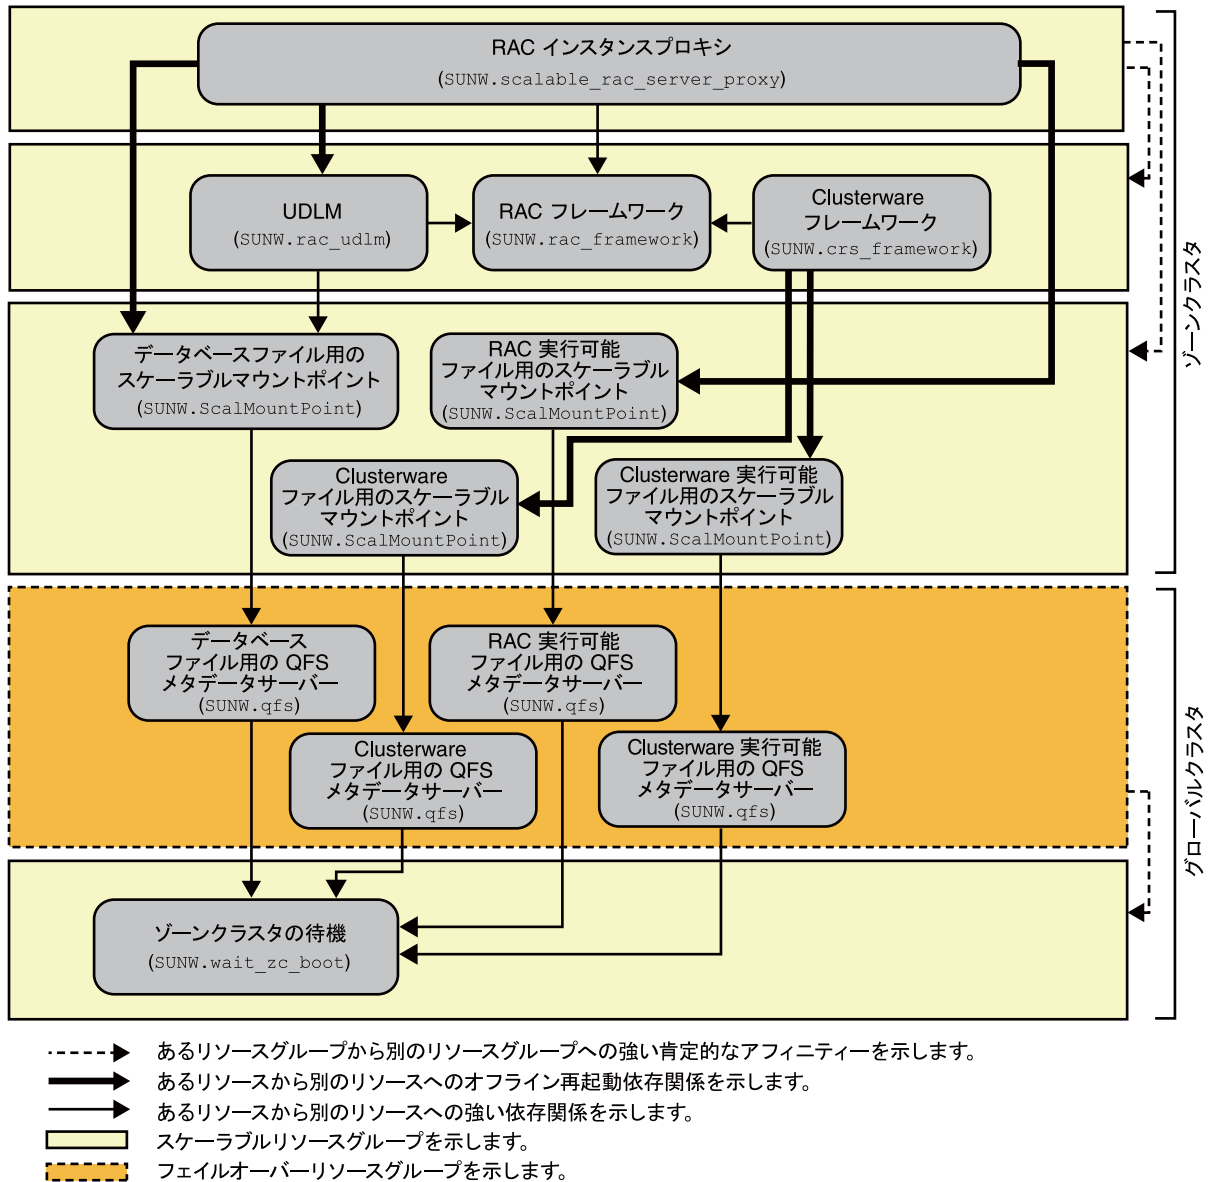 RAC インスタンスプロキシ
(SUNW.scalable_rac_server_proxy)
UDLM
(SUNW.rac_udlm)
RAC フレームワーク
(SUNW.rac_framework)
Clusterware
フレームワーク
(SUNW.crs_framework)
ゾーンクラスタ
データベースファイル用の
スケーラブルマウントポイント
(SUNW.ScalMountPoint)
RAC 実行可能
ファイル用のスケーラブル
マウントポイント
(SUNW.ScalMountPoint)
Clusterware
ファイル用のスケーラブル
マウントポイント
(SUNW.ScalMountPoint)
Clusterware 実行可能
ファイル用のスケーラブル
マウントポイント
(SUNW.ScalMountPoint)
データベース
ファイル用の QFS
メタデータサーバー
(SUNW.qfs)
RAC 実行可能
ファイル用の QFS
メタデータサーバー
(SUNW.qfs)
Clusterware
ファイル用の QFS
メタデータサーバー
(SUNW.qfs)
Clusterware 実行可能
ファイル用の QFS
メタデータサーバー
(SUNW.qfs)
グローバルクラスタ
ゾーンクラスタの待機
(SUNW.wait_zc_boot)
あるリソースグループから別のリソースグループへの強い肯定的なアフィニティーを示します。
あるリソースから別のリソースへのオフライン再起動依存関係を示します。
あるリソースから別のリソースへの強い依存関係を示します。
スケーラブルリソースグループを示します。
フェイルオーバーリソースグループを示します。